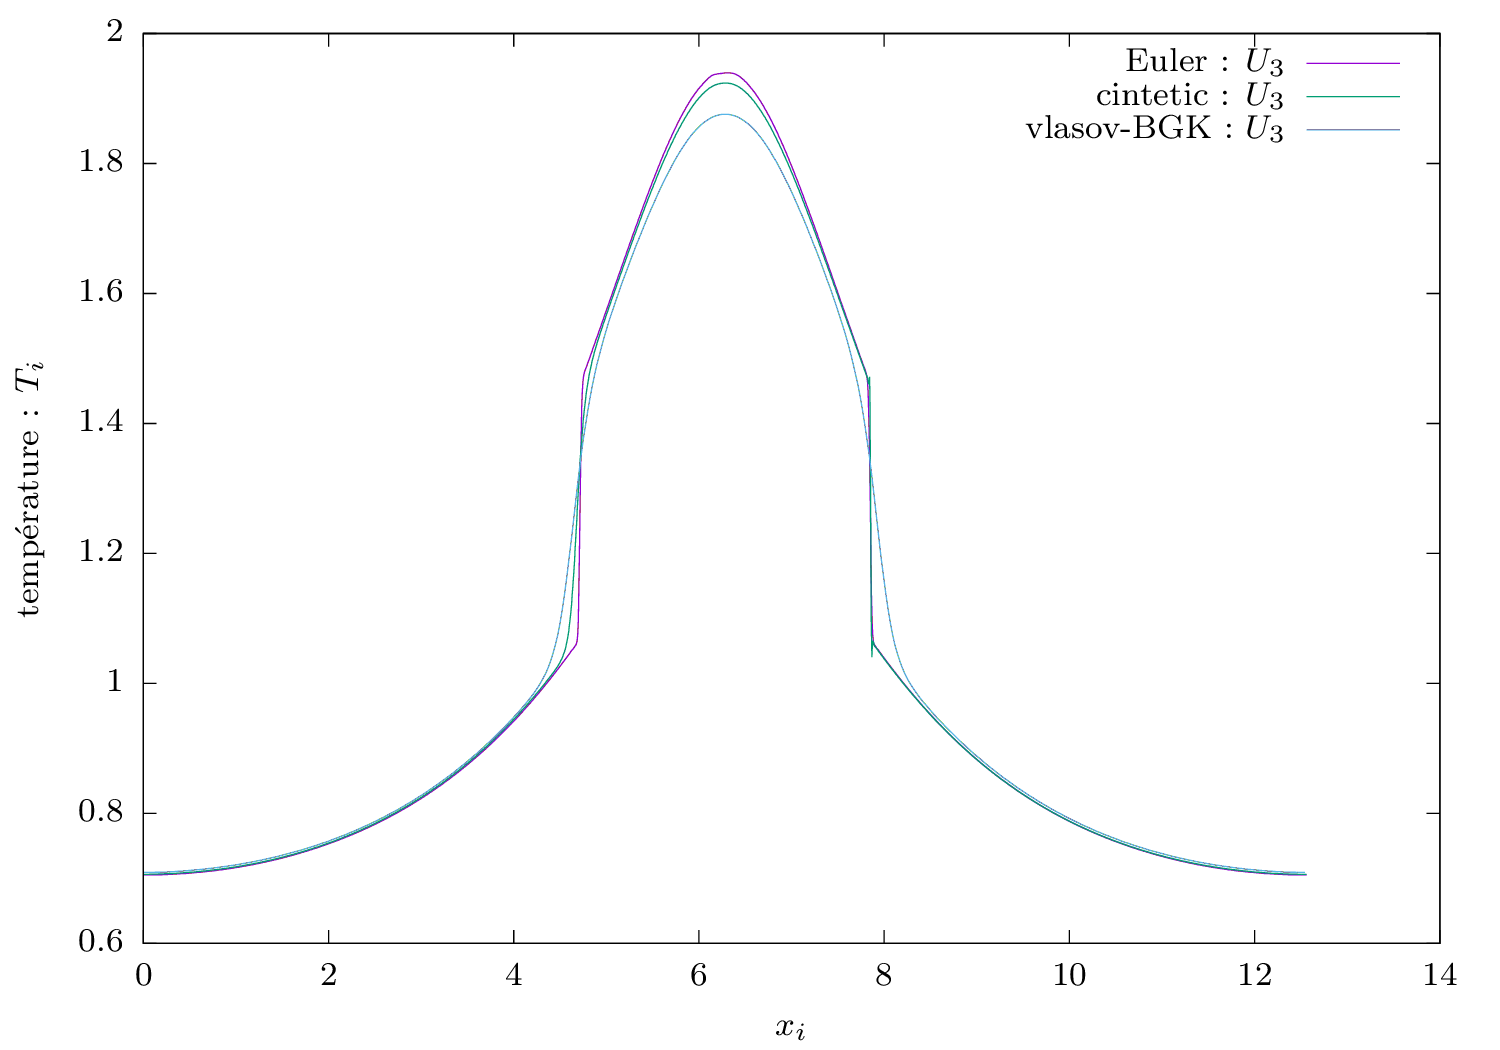 Euler : U₃
cintetic : U₃
vlasov-BGK : U₃
2
1.8
1.6
1.4
1.2
1
0.8
0.6
température : Tᵢ
0 2 4 6 8 10 12 14
xᵢ